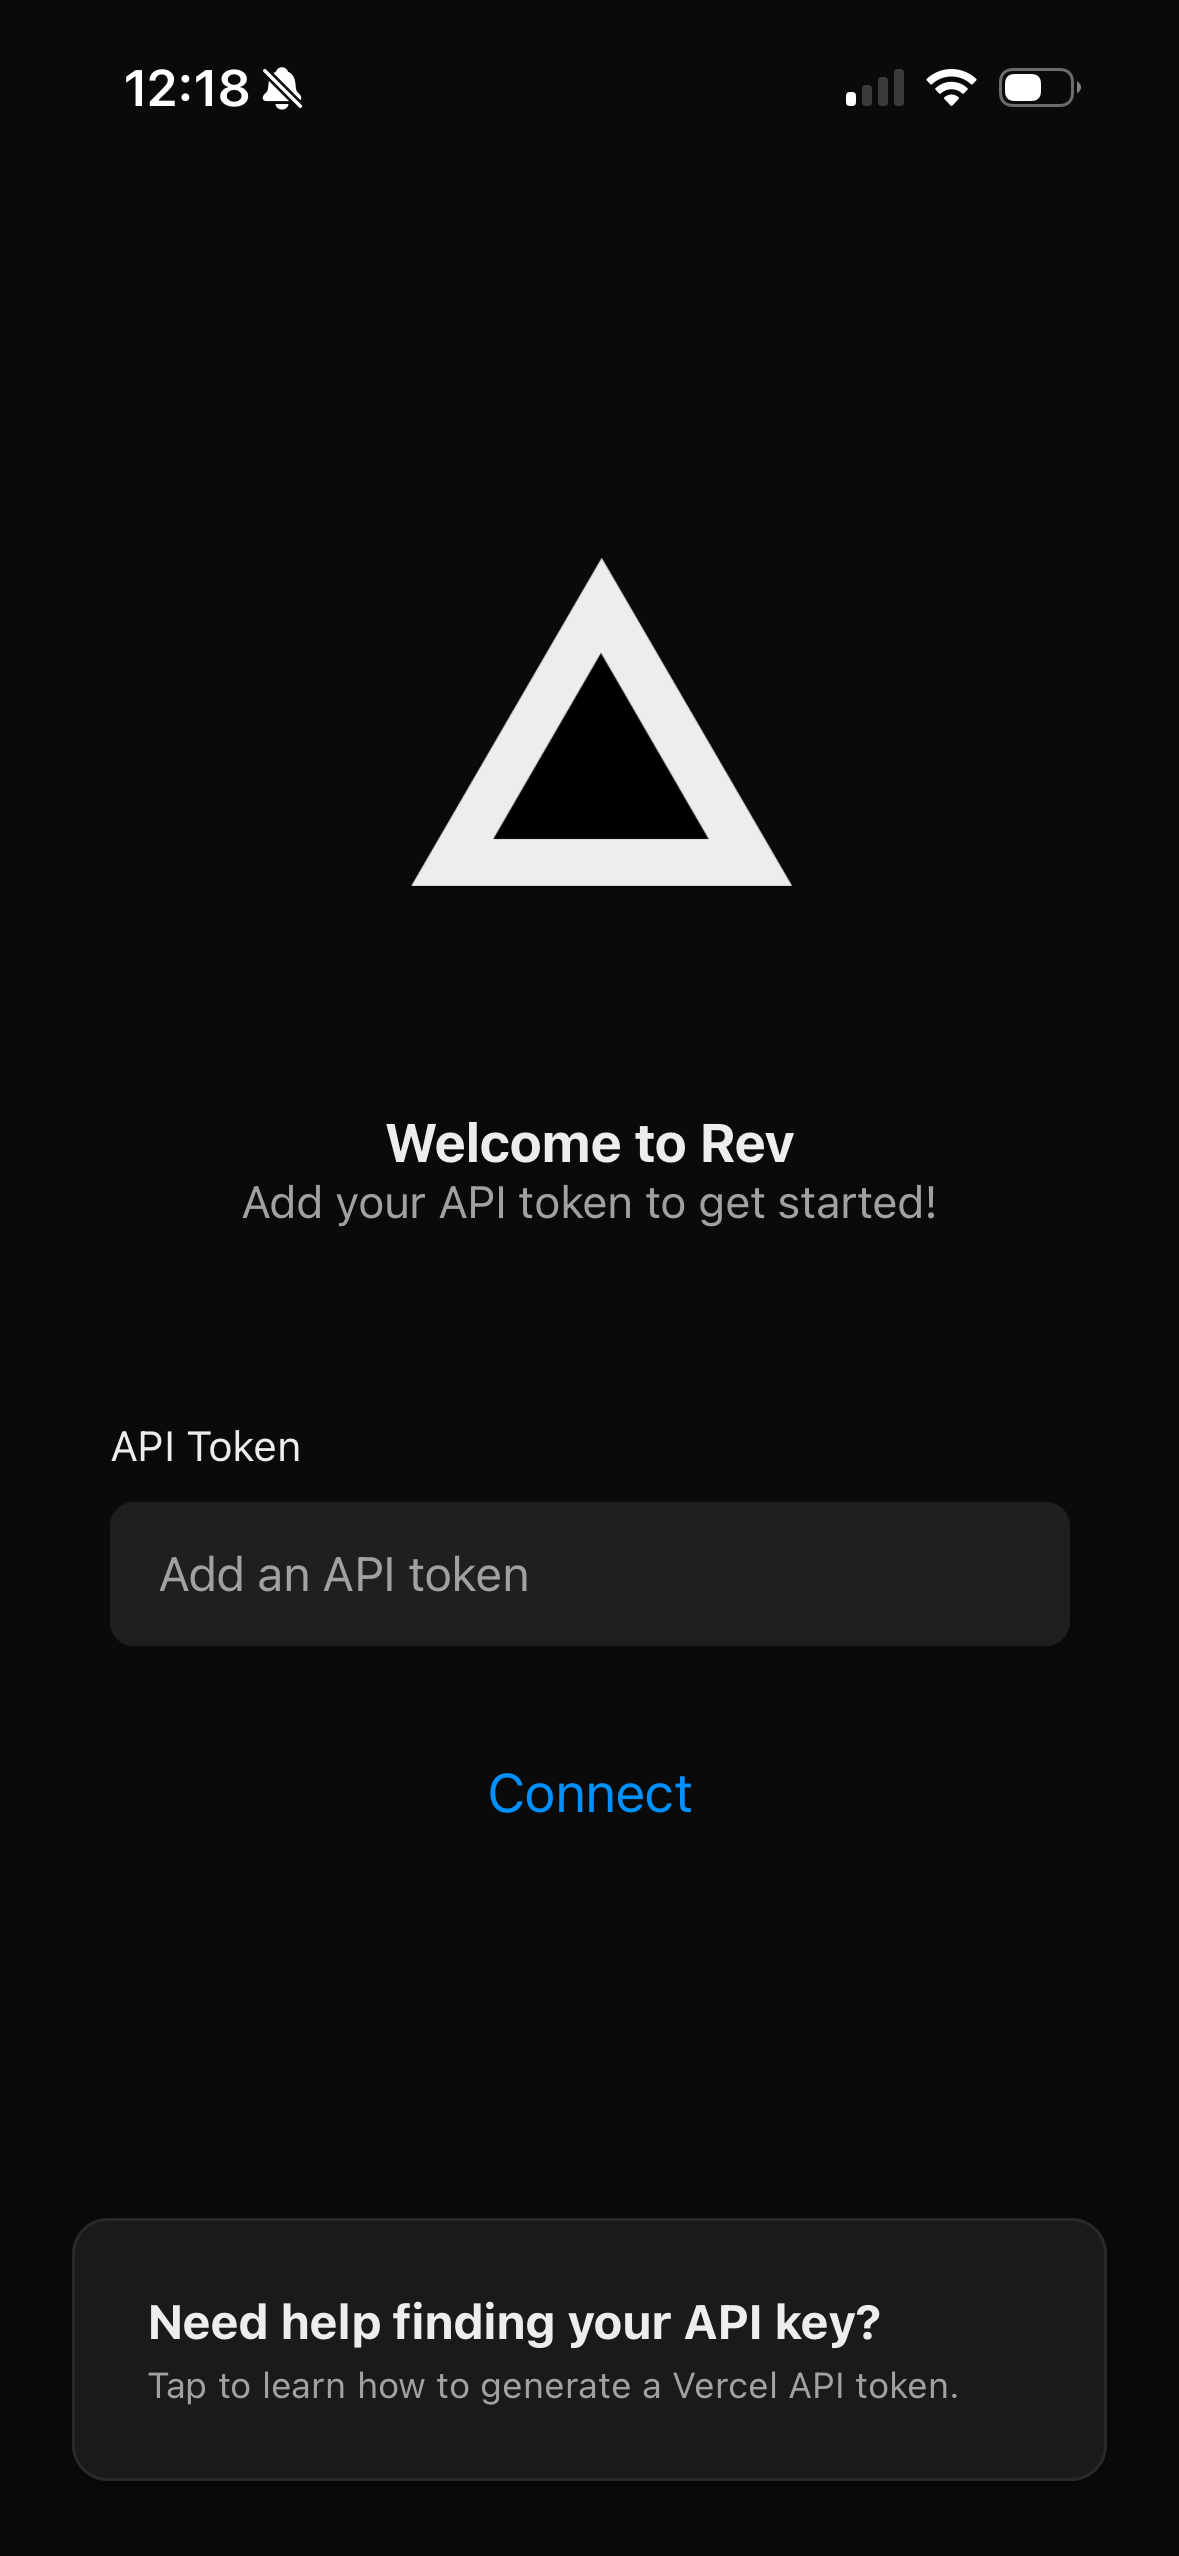 12:18
Welcome to Rev
Add your API token to get started!
API Token
Add an API token
Connect
Need help finding your API key?
Tap to learn how to generate a Vercel API token.